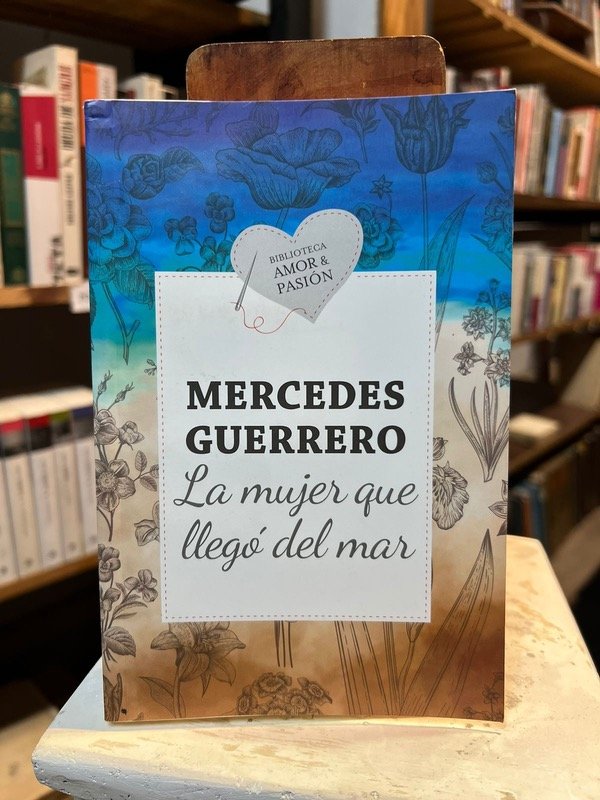 BIBLIOTECA
AMOR &
PASIÓN
MERCEDES
GUERRERO
La mujer que
llegó del mar